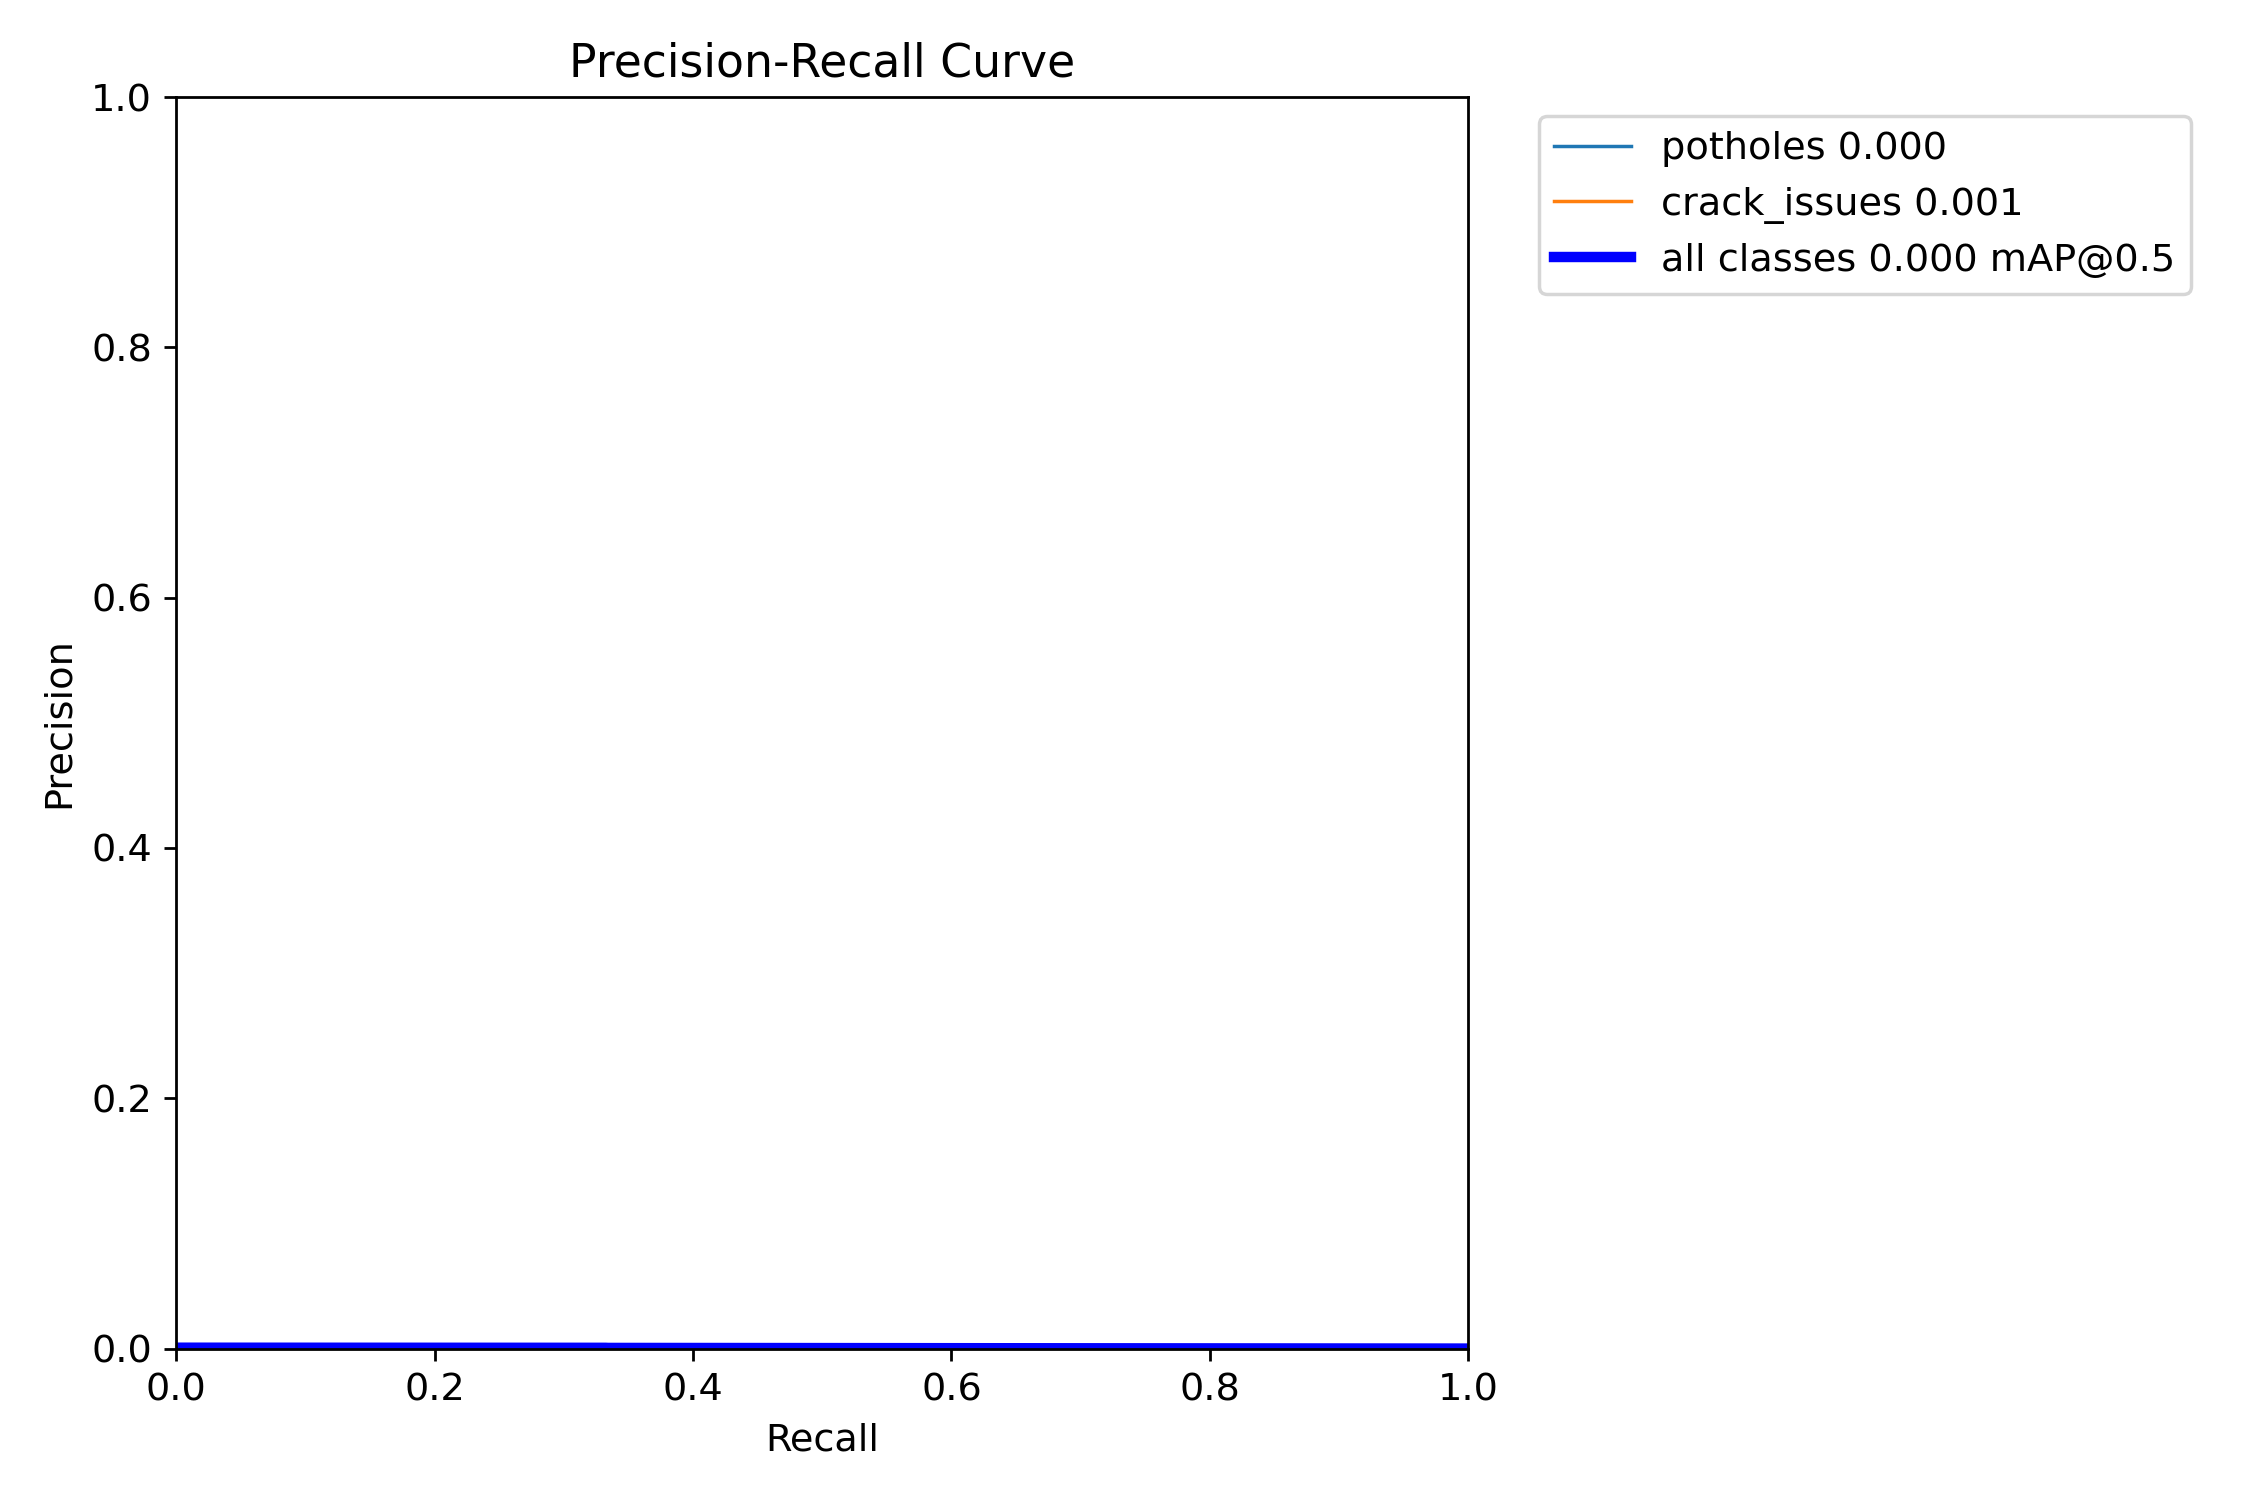 Precision-Recall Curve
potholes 0.000
crack_issues 0.001
all classes 0.000 mAP@0.5
1.0
0.8
0.6
0.4
0.2
0.0
Precision
0.0 0.2 0.4 0.6 0.8 1.0
Recall